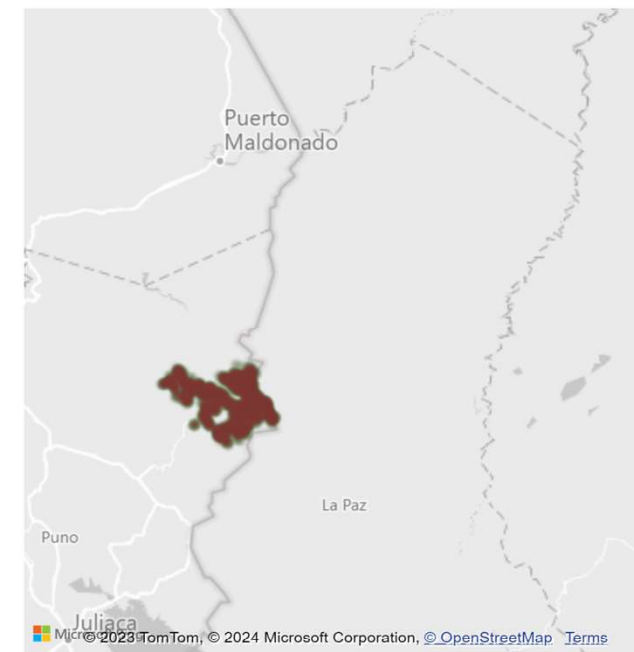 Puerto
Maldonado
La Paz
Puno
Juliaca
© 2023 TomTom, © 2024 Microsoft Corporation, © OpenStreetMap Terms